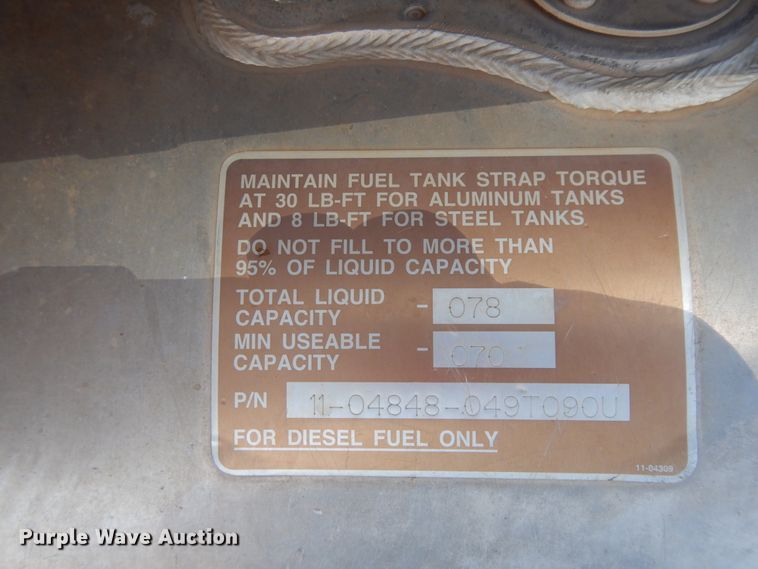 MAINTAIN FUEL TANK STRAP TORQUE
AT 30 LB-FT FOR ALUMINUM TANKS
AND 8 LB-FT FOR STEEL TANKS
DO NOT FILL TO MORE THAN
95% OF LIQUID CAPACITY
TOTAL LIQUID
CAPACITY - 078
MIN USEABLE
CAPACITY - 070
P/N 11-04848-049T090U
FOR DIESEL FUEL ONLY
11-04309
Purple Wave Auction